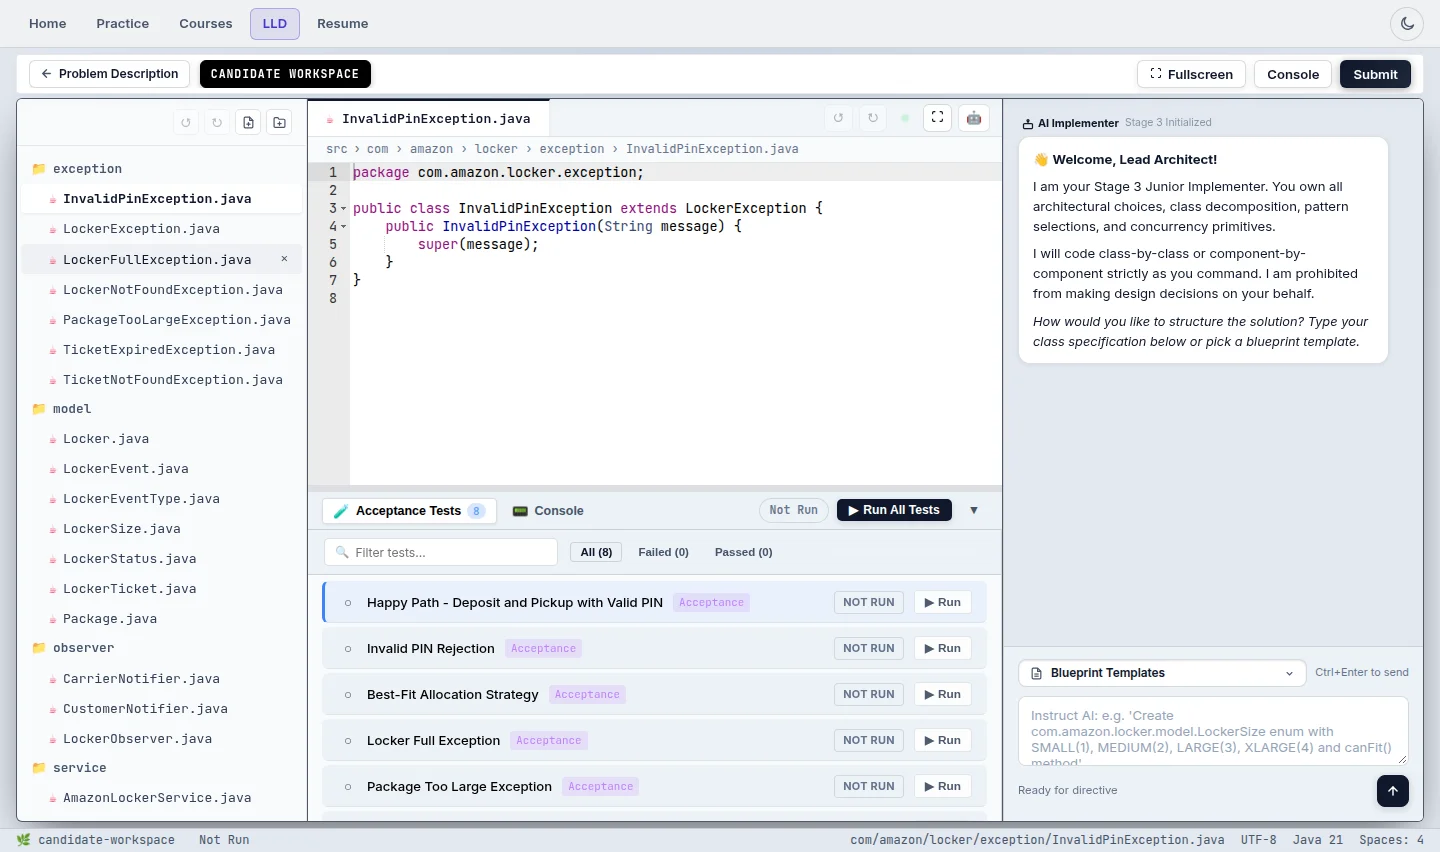 Home Practice Courses LLD Resume
Problem Description CANDIDATE WORKSPACE Fullscreen Console Submit
exception
InvalidPinException.java
LockerException.java
LockerFullException.java ×
LockerNotFoundException.java
PackageTooLargeException.java
TicketExpiredException.java
TicketNotFoundException.java
model
Locker.java
LockerEvent.java
LockerEventType.java
LockerSize.java
LockerStatus.java
LockerTicket.java
Package.java
observer
CarrierNotifier.java
CustomerNotifier.java
LockerObserver.java
service
AmazonLockerService.java
InvalidPinException.java
src › com › amazon › locker › exception › InvalidPinException.java
1 package com.amazon.locker.exception;
2
3 public class InvalidPinException extends LockerException {
4 public InvalidPinException(String message) {
5 super(message);
6 }
7 }
8
Acceptance Tests 8 Console Not Run ▶ Run All Tests ▼
Filter tests... All (8) Failed (0) Passed (0)
Happy Path - Deposit and Pickup with Valid PIN Acceptance NOT RUN ▶ Run
Invalid PIN Rejection Acceptance NOT RUN ▶ Run
Best-Fit Allocation Strategy Acceptance NOT RUN ▶ Run
Locker Full Exception Acceptance NOT RUN ▶ Run
Package Too Large Exception Acceptance NOT RUN ▶ Run
AI Implementer Stage 3 Initialized
👋 Welcome, Lead Architect!
I am your Stage 3 Junior Implementer. You own all
architectural choices, class decomposition, pattern
selections, and concurrency primitives.
I will code class-by-class or component-by-
component strictly as you command. I am prohibited
from making design decisions on your behalf.
How would you like to structure the solution? Type your
class specification below or pick a blueprint template.
Blueprint Templates Ctrl+Enter to send
Instruct AI: e.g. 'Create
com.amazon.locker.model.LockerSize enum with
SMALL(1), MEDIUM(2), LARGE(3), XLARGE(4) and canFit()
method'
Ready for directive
candidate-workspace Not Run com/amazon/locker/exception/InvalidPinException.java UTF-8 Java 21 Spaces: 4